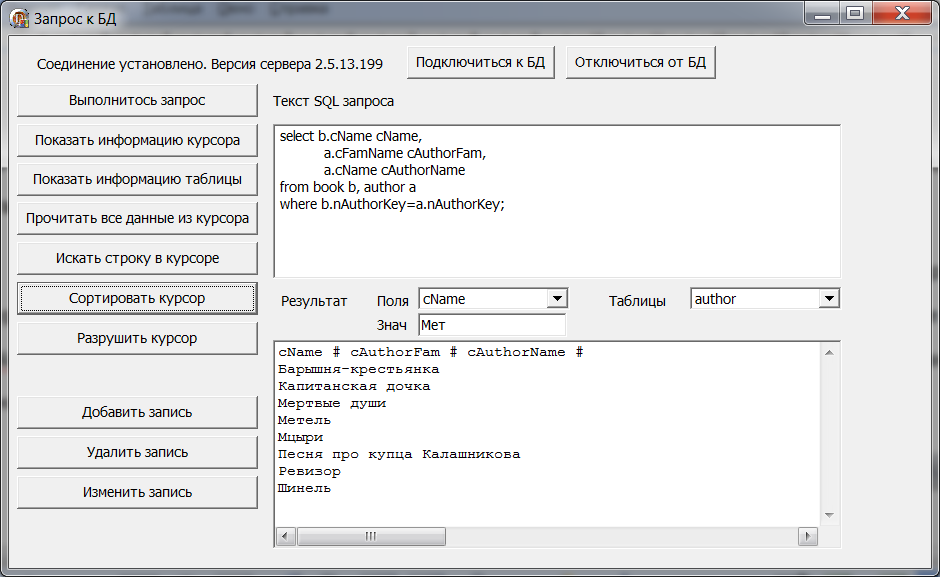 Запрос к БД
Соединение установлено. Версия сервера 2.5.13.199
Подключиться к БД
Отключиться от БД
Выполнитось запрос
Показать информацию курсора
Показать информацию таблицы
Прочитать все данные из курсора
Искать строку в курсоре
Сортировать курсор
Разрушить курсор
Добавить запись
Удалить запись
Изменить запись
Текст SQL запроса
select b.cName cName,
a.cFamName cAuthorFam,
a.cName cAuthorName
from book b, author a
where b.nAuthorKey=a.nAuthorKey;
Результат
Поля
cName
Таблицы
author
Знач
Мет
cName # cAuthorFam # cAuthorName #
Барышня-крестьянка
Капитанская дочка
Мертвые души
Метель
Мцыри
Песня про купца Калашникова
Ревизор
Шинель